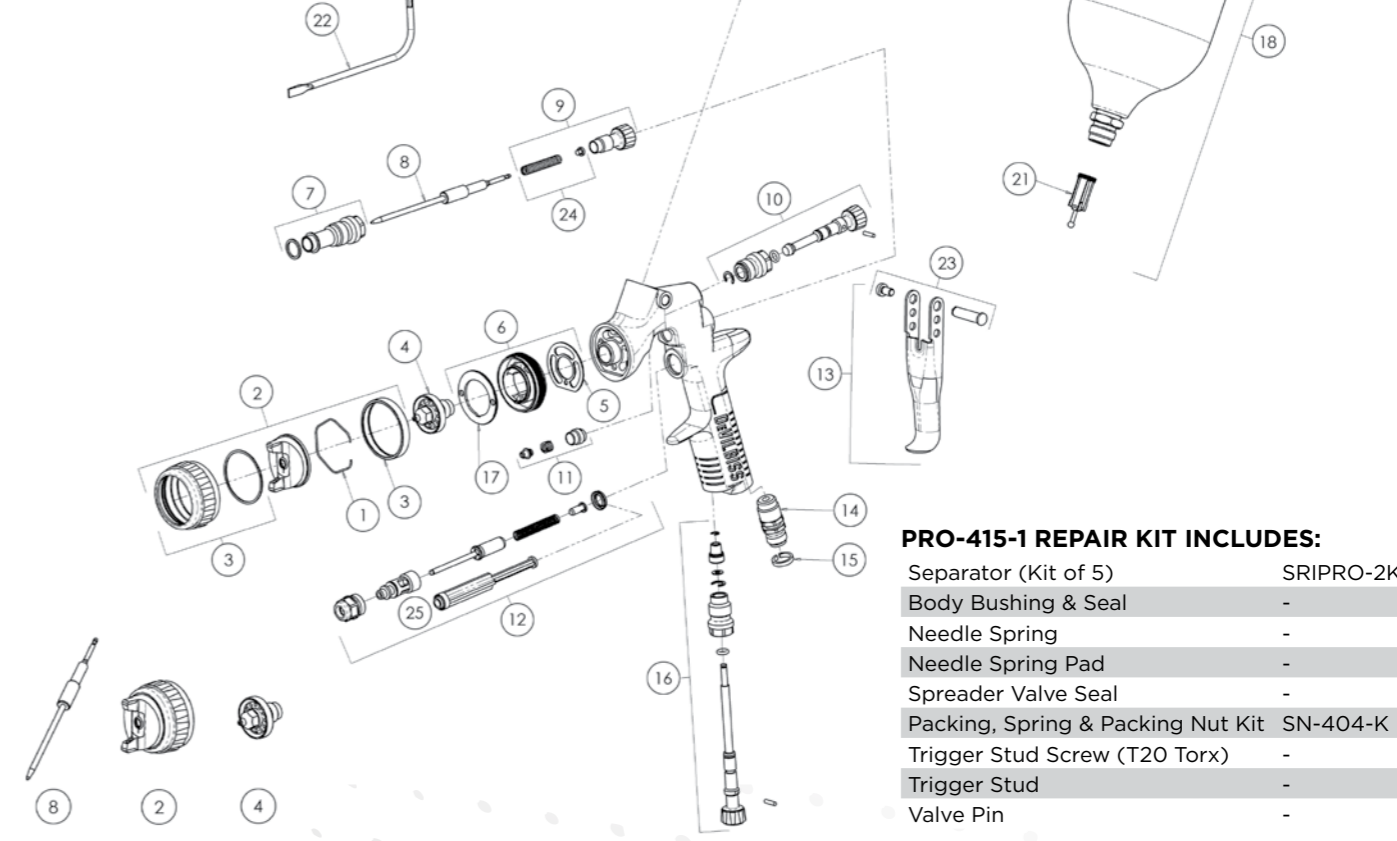 22
18
9
8
21
7
24
10
23
6
4
13
2
5
17
11
1
3
14
3
15
25
12
16
DEVILBISS
8
2
4
PRO-415-1 REPAIR KIT INCLUDES:
Separator (Kit of 5) SRIPRO-2K
Body Bushing & Seal -
Needle Spring -
Needle Spring Pad -
Spreader Valve Seal -
Packing, Spring & Packing Nut Kit SN-404-K
Trigger Stud Screw (T20 Torx) -
Trigger Stud -
Valve Pin -